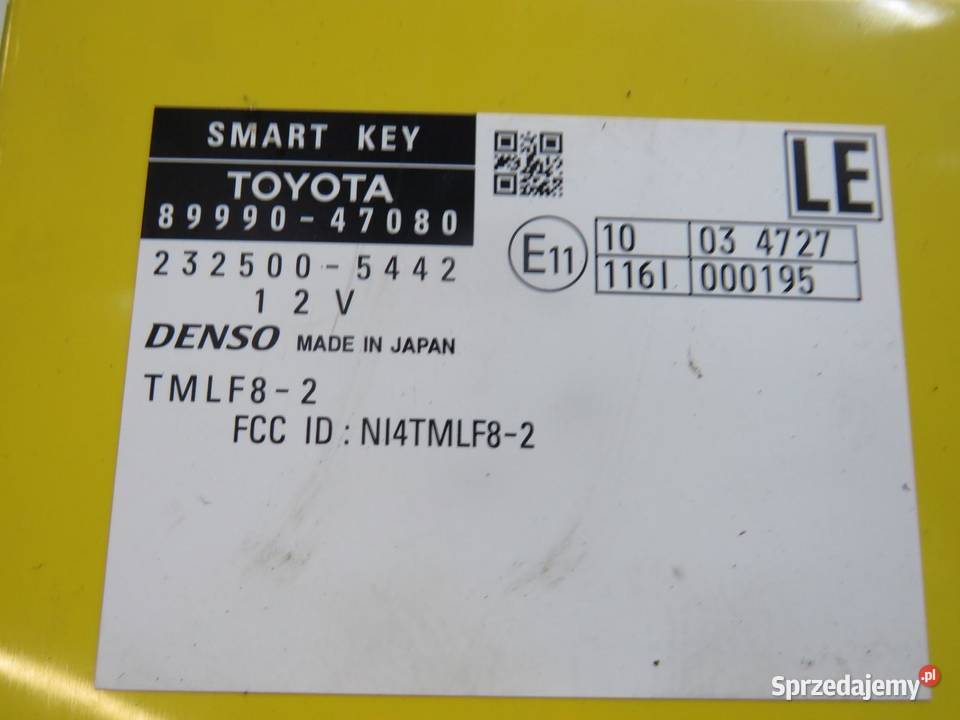 SMART KEY
TOYOTA
89990-47080
232500-5442
12V
DENSO MADE IN JAPAN
TMLF8-2
FCC ID : NI4TMLF8-2
LE
E11
10 03 4727
116I 000195
Sprzedajemy.pl